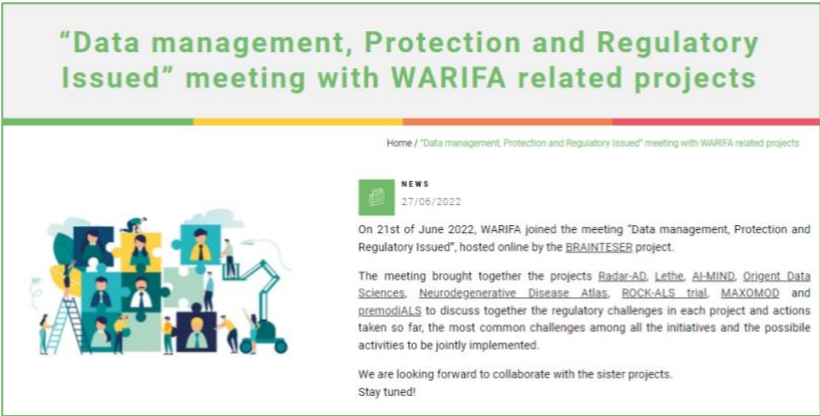 “Data management, Protection and Regulatory
Issued” meeting with WARIFA related projects
Home / “Data management, Protection and Regulatory Issued” meeting with WARIFA related projects
NEWS
27/06/2022
On 21st of June 2022, WARIFA joined the meeting “Data management, Protection and
Regulatory Issued”, hosted online by the BRAINTESER project.
The meeting brought together the projects Radar-AD, Lethe, AI-MIND, Origent Data
Sciences, Neurodegenerative Disease Atlas, ROCK-ALS trial, MAXOMOD and
premodiALS to discuss together the regulatory challenges in each project and actions
taken so far, the most common challenges among all the initiatives and the possibile
activities to be jointly implemented.
We are looking forward to collaborate with the sister projects.
Stay tuned!